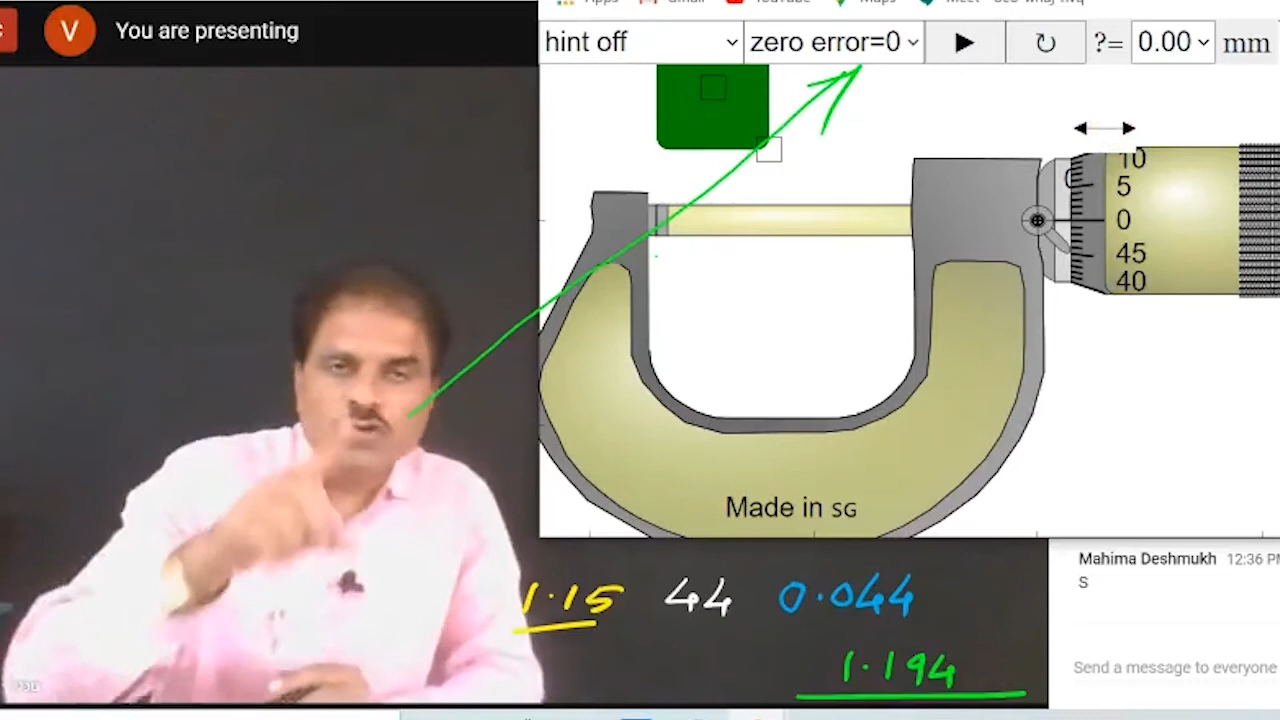 V You are presenting
hint off zero error=0 ?= 0.00 mm
10
5
0
0
45
40
Made in SG
1.15 44 0.044
1.194
Mahima Deshmukh 12:36
S
Send a message to everyone